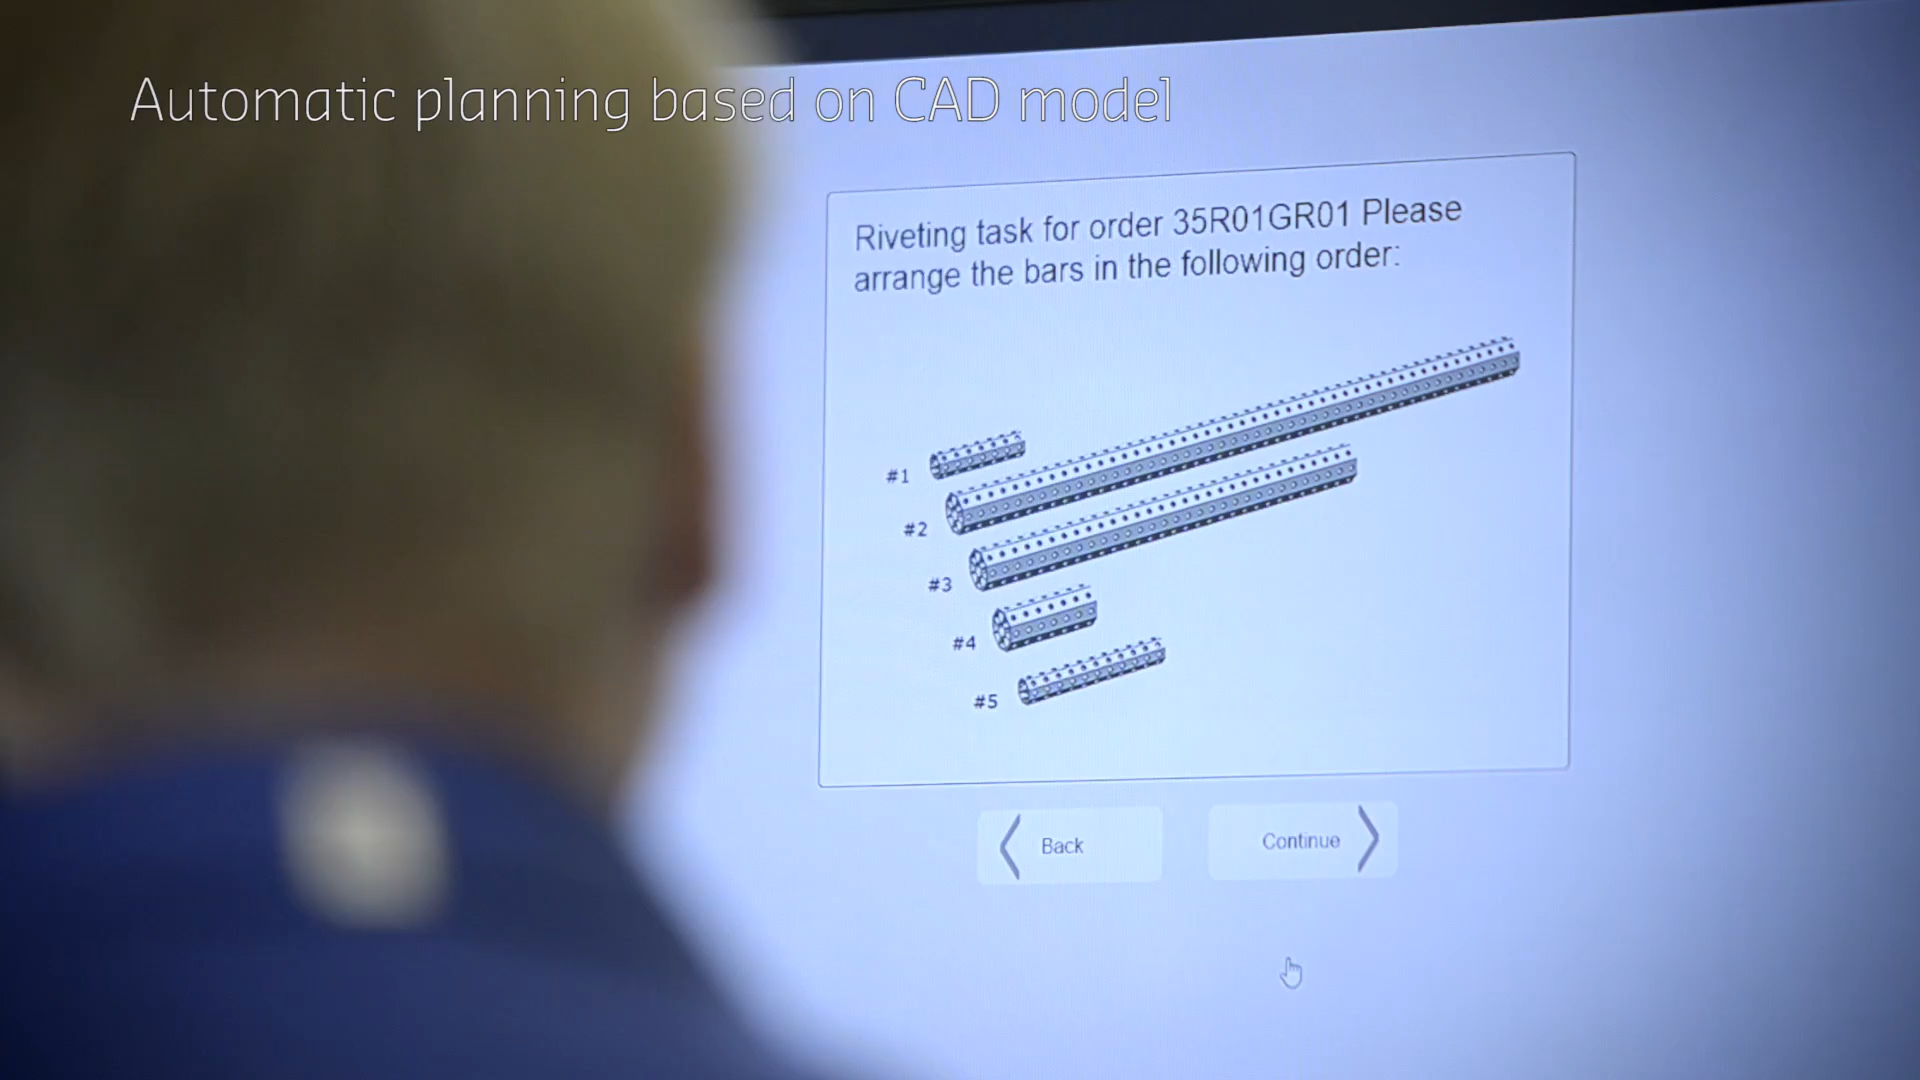 Automatic planning based on CAD model
Riveting task for order 35R01GR01 Please
arrange the bars in the following order:
#1
#2
#3
#4
#5
Back
Continue